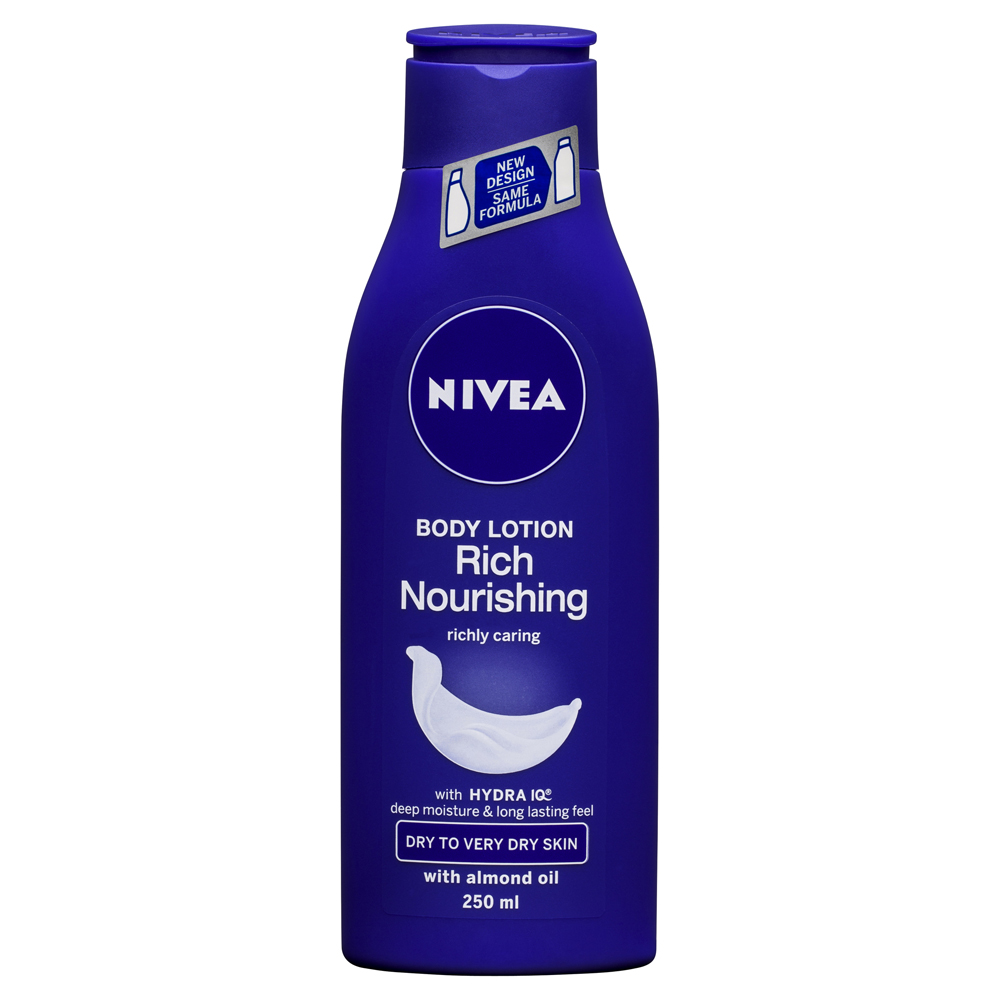 NEW
DESIGN
SAME
FORMULA
NIVEA
BODY LOTION
Rich
Nourishing
richly caring
with HYDRA IQ®
deep moisture & long lasting feel
DRY TO VERY DRY SKIN
with almond oil
250 ml